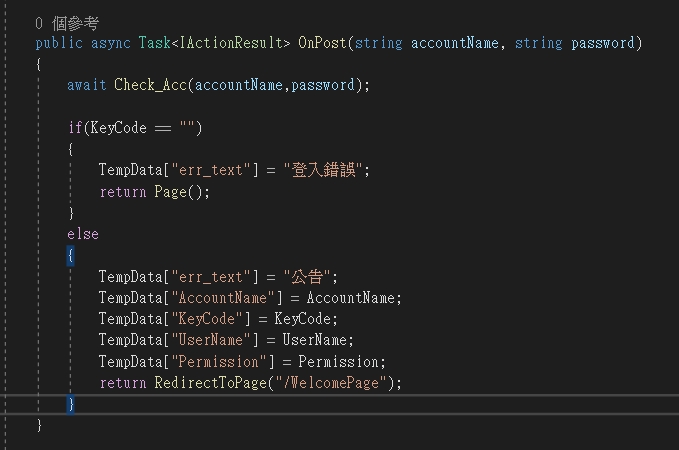 0 個參考
public async Task<IActionResult> OnPost(string accountName, string password)
{
await Check_Acc(accountName,password);
if(KeyCode == "")
{
TempData["err_text"] = "登入錯誤";
return Page();
}
else
{
TempData["err_text"] = "公告";
TempData["AccountName"] = AccountName;
TempData["KeyCode"] = KeyCode;
TempData["UserName"] = UserName;
TempData["Permission"] = Permission;
return RedirectToPage("/WelcomePage");
}
}